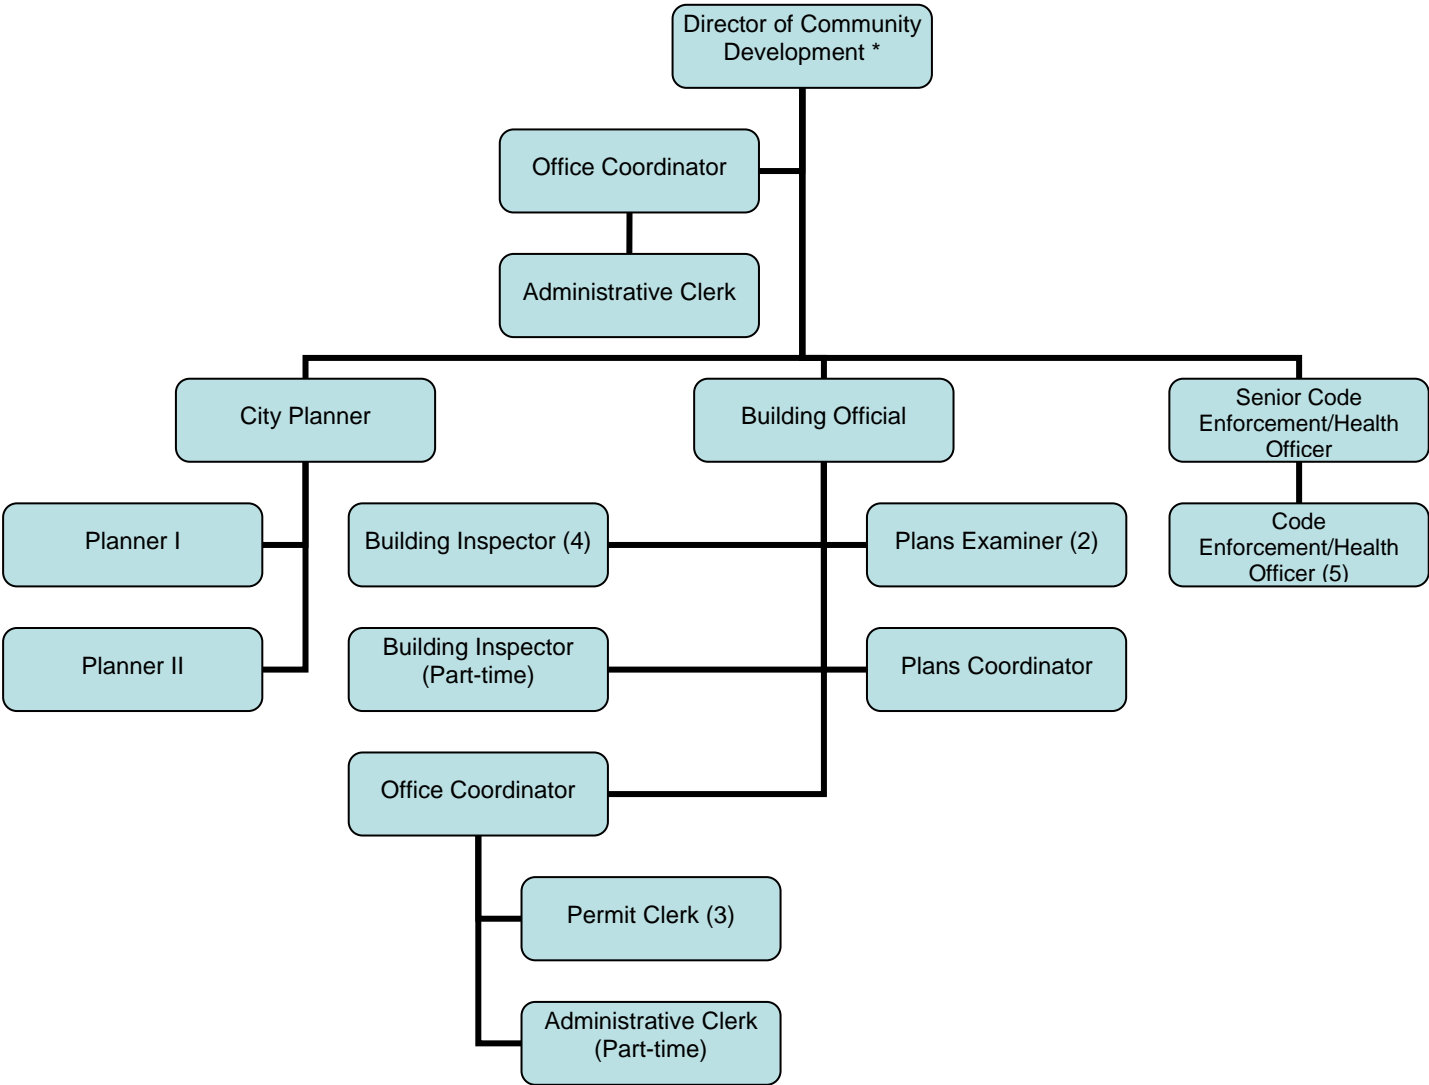 Director of Community
Development *
Office Coordinator
Administrative Clerk
City Planner
Building Official
Senior Code
Enforcement/Health
Officer
Planner I
Building Inspector (4)
Plans Examiner (2)
Code
Enforcement/Health
Officer (5)
Planner II
Building Inspector
(Part-time)
Plans Coordinator
Office Coordinator
Permit Clerk (3)
Administrative Clerk
(Part-time)